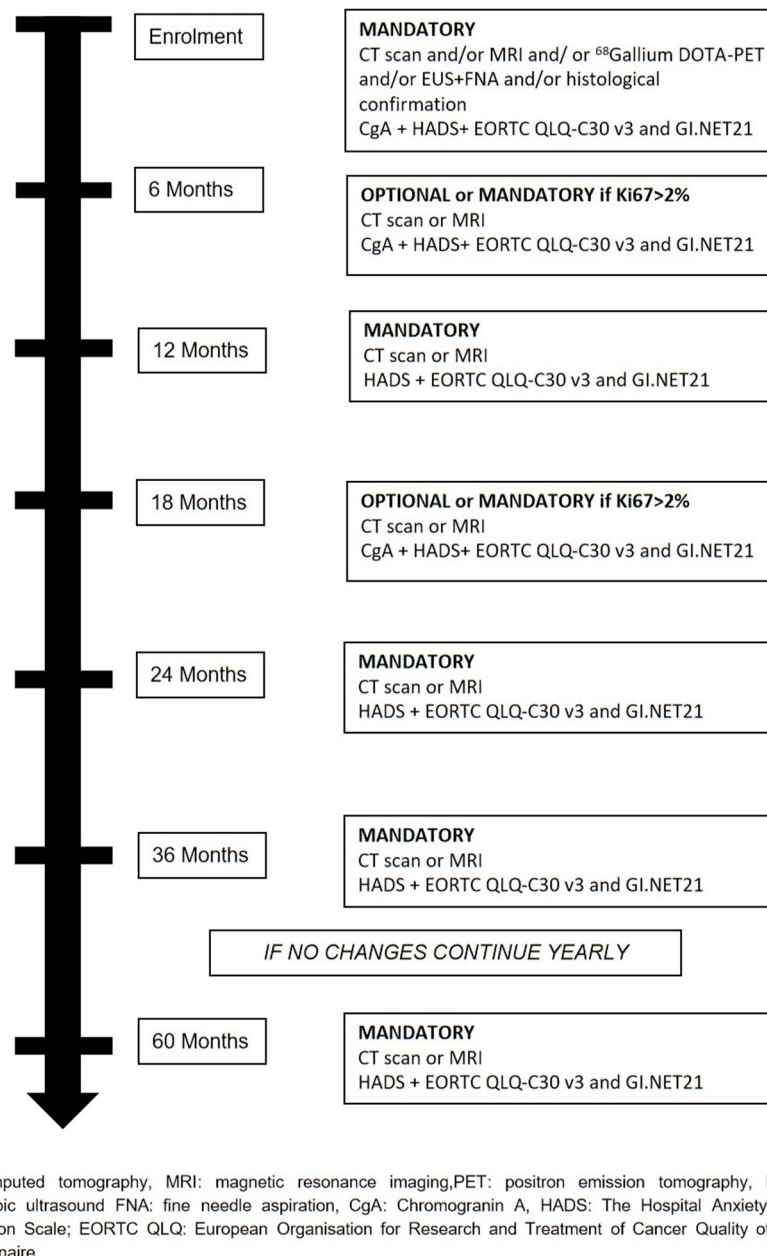 Enrolment
MANDATORY
CT scan and/or MRI and/ or ⁶⁸Gallium DOTA-PET
and/or EUS+FNA and/or histological
confirmation
CgA + HADS+ EORTC QLQ-C30 v3 and GI.NET21
6 Months
OPTIONAL or MANDATORY if Ki67>2%
CT scan or MRI
CgA + HADS+ EORTC QLQ-C30 v3 and GI.NET21
12 Months
MANDATORY
CT scan or MRI
HADS + EORTC QLQ-C30 v3 and GI.NET21
18 Months
OPTIONAL or MANDATORY if Ki67>2%
CT scan or MRI
CgA + HADS+ EORTC QLQ-C30 v3 and GI.NET21
24 Months
MANDATORY
CT scan or MRI
HADS + EORTC QLQ-C30 v3 and GI.NET21
36 Months
MANDATORY
CT scan or MRI
HADS + EORTC QLQ-C30 v3 and GI.NET21
IF NO CHANGES CONTINUE YEARLY
60 Months
MANDATORY
CT scan or MRI
HADS + EORTC QLQ-C30 v3 and GI.NET21
tomography, MRI: magnetic resonance imaging,PET: positron emission tomography,
ultrasound FNA: fine needle aspiration, CgA: Chromogranin A, HADS: The Hospital Anxiety
Scale; EORTC QLQ: European Organisation for Research and Treatment of Cancer Quality of